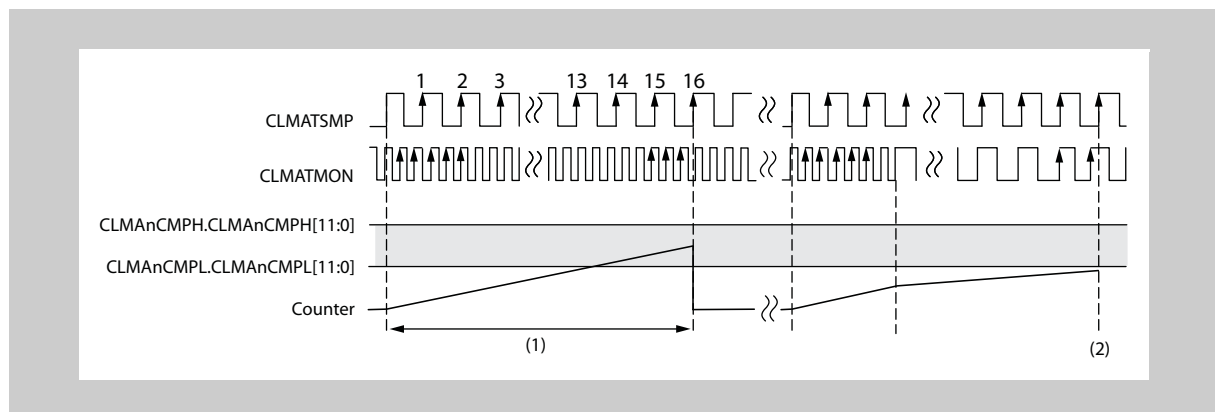 1 2 3 13 14 15 16
CLMATSMP
CLMATMON
CLMAnCMPH.CLMAnCMPH[11:0]
CLMAnCMPL.CLMAnCMPL[11:0]
Counter
(1)
(2)